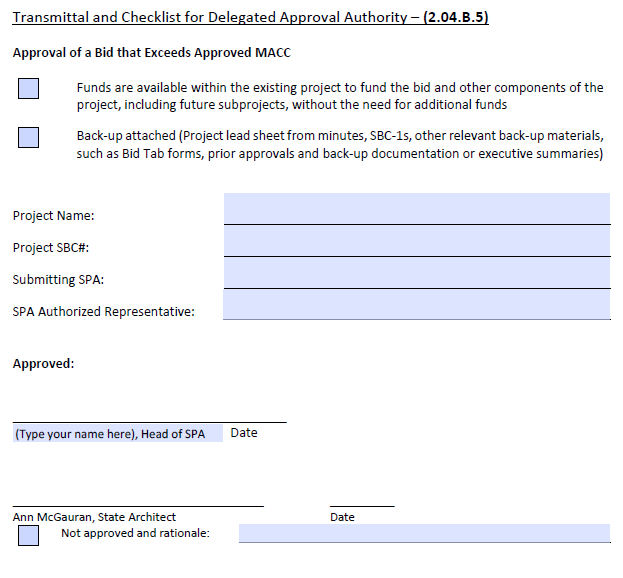 Transmittal and Checklist for Delegated Approval Authority – (2.04.B.5)
Approval of a Bid that Exceeds Approved MACC
Funds are available within the existing project to fund the bid and other components of the
project, including future subprojects, without the need for additional funds
Back-up attached (Project lead sheet from minutes, SBC-1s, other relevant back-up materials,
such as Bid Tab forms, prior approvals and back-up documentation or executive summaries)
Project Name:
Project SBC#:
Submitting SPA:
SPA Authorized Representative:
Approved:
(Type your name here), Head of SPA Date
Ann McGauran, State Architect Date
Not approved and rationale: